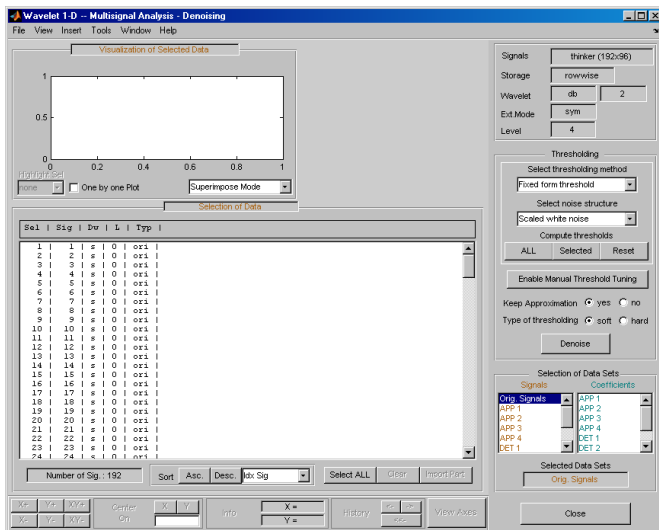 Wavelet 1-D -- Multisignal Analysis - Denoising
File View Insert Tools Window Help
Visualization of Selected Data
1
0.5
0
0 0.2 0.4 0.6 0.8 1
Highlight Sel
none One by one Plot Superimpose Mode
Selection of Data
Sel | Sig | Dw | L | Typ |
1 | 1 | s | 0 | ori |
2 | 2 | s | 0 | ori |
3 | 3 | s | 0 | ori |
4 | 4 | s | 0 | ori |
5 | 5 | s | 0 | ori |
6 | 6 | s | 0 | ori |
7 | 7 | s | 0 | ori |
8 | 8 | s | 0 | ori |
9 | 9 | s | 0 | ori |
10 | 10 | s | 0 | ori |
11 | 11 | s | 0 | ori |
12 | 12 | s | 0 | ori |
13 | 13 | s | 0 | ori |
14 | 14 | s | 0 | ori |
15 | 15 | s | 0 | ori |
16 | 16 | s | 0 | ori |
17 | 17 | s | 0 | ori |
18 | 18 | s | 0 | ori |
19 | 19 | s | 0 | ori |
20 | 20 | s | 0 | ori |
21 | 21 | s | 0 | ori |
22 | 22 | s | 0 | ori |
23 | 23 | s | 0 | ori |
24 | 24 | s | 0 | ori |
Number of Sig. : 192 Sort Asc. Desc. Idx Sig Select ALL Clear Import Part
X+ Y+ XY+
X- Y- XY-
Center On X Y
Info X =
Y =
History <- ->
<<-
View Axes
Signals thinker (192x96)
Storage rowwise
Wavelet db 2
Ext.Mode sym
Level 4
Thresholding
Select thresholding method
Fixed form threshold
Select noise structure
Scaled white noise
Compute thresholds
ALL Selected Reset
Enable Manual Threshold Tuning
Keep Approximation yes no
Type of thresholding soft hard
Denoise
Selection of Data Sets
Signals Coefficients
Orig. Signals APP 1
APP 1 APP 2
APP 2 APP 3
APP 3 APP 4
APP 4 DET 1
DET 1 DET 2
Selected Data Sets
Orig. Signals
Close